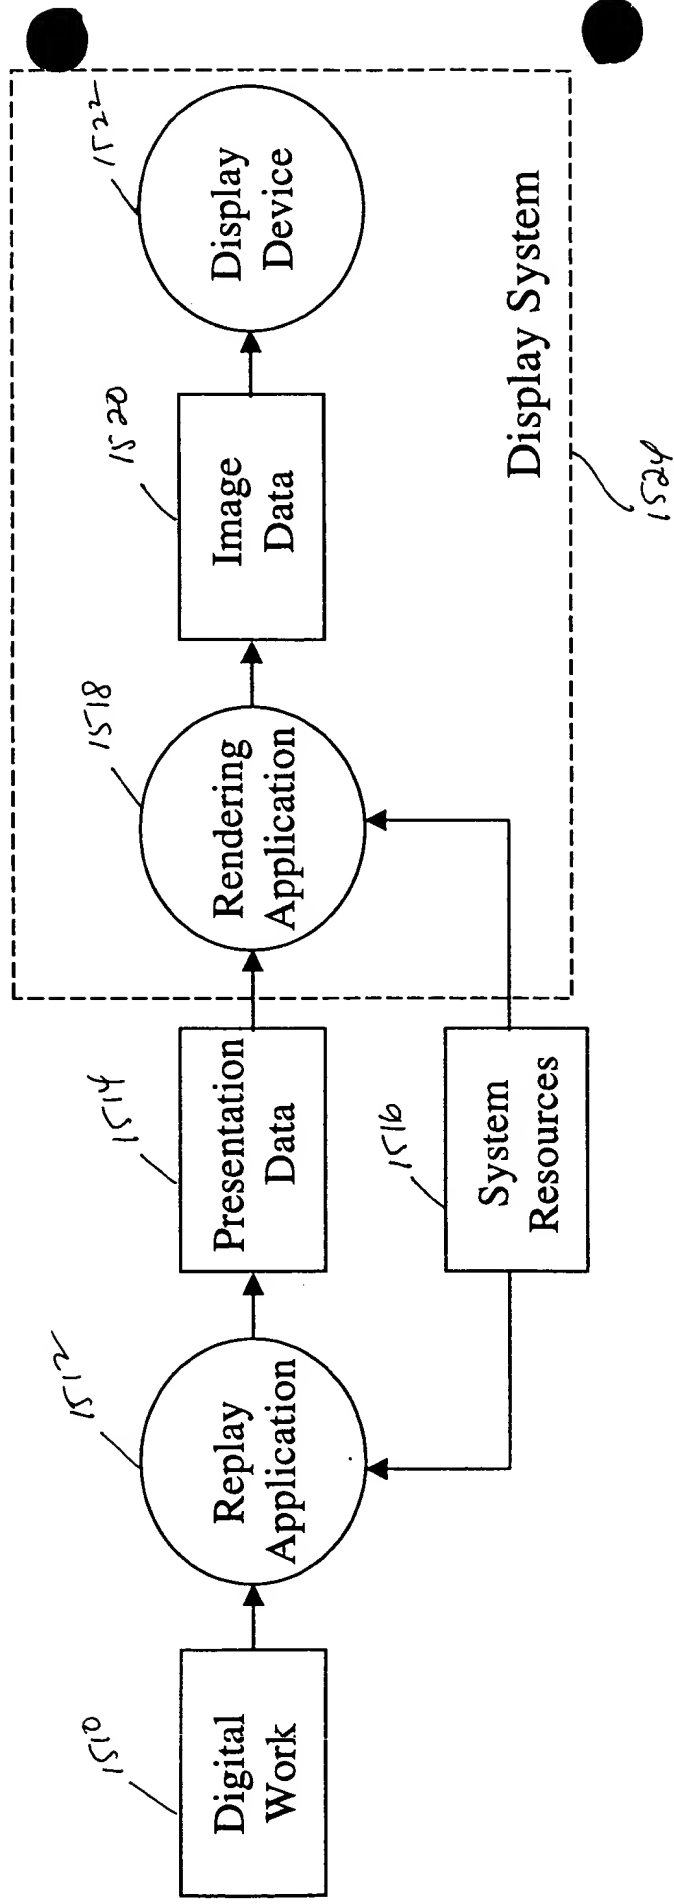 1510
Digital
Work
1512
Replay
Application
1514
Presentation
Data
1516
System
Resources
1518
Rendering
Application
1520
Image
Data
1522
Display
Device
Display System
1524